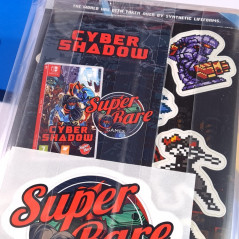 THE WORLD HAS BEEN TAKEN OVER BY SYNTHETIC LIFEFORMS.
CYBER
SHADOW
CYBER
SHADOW
Super
Rare
GAMES
Super
Rare